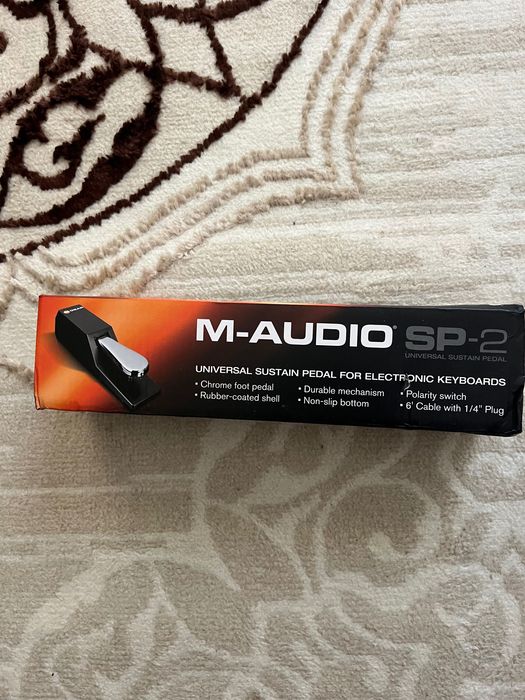 M-AUDIO® SP-2
UNIVERSAL SUSTAIN PEDAL
UNIVERSAL SUSTAIN PEDAL FOR ELECTRONIC KEYBOARDS
• Chrome foot pedal • Durable mechanism • Polarity switch
• Rubber-coated shell • Non-slip bottom • 6' Cable with 1/4" Plug